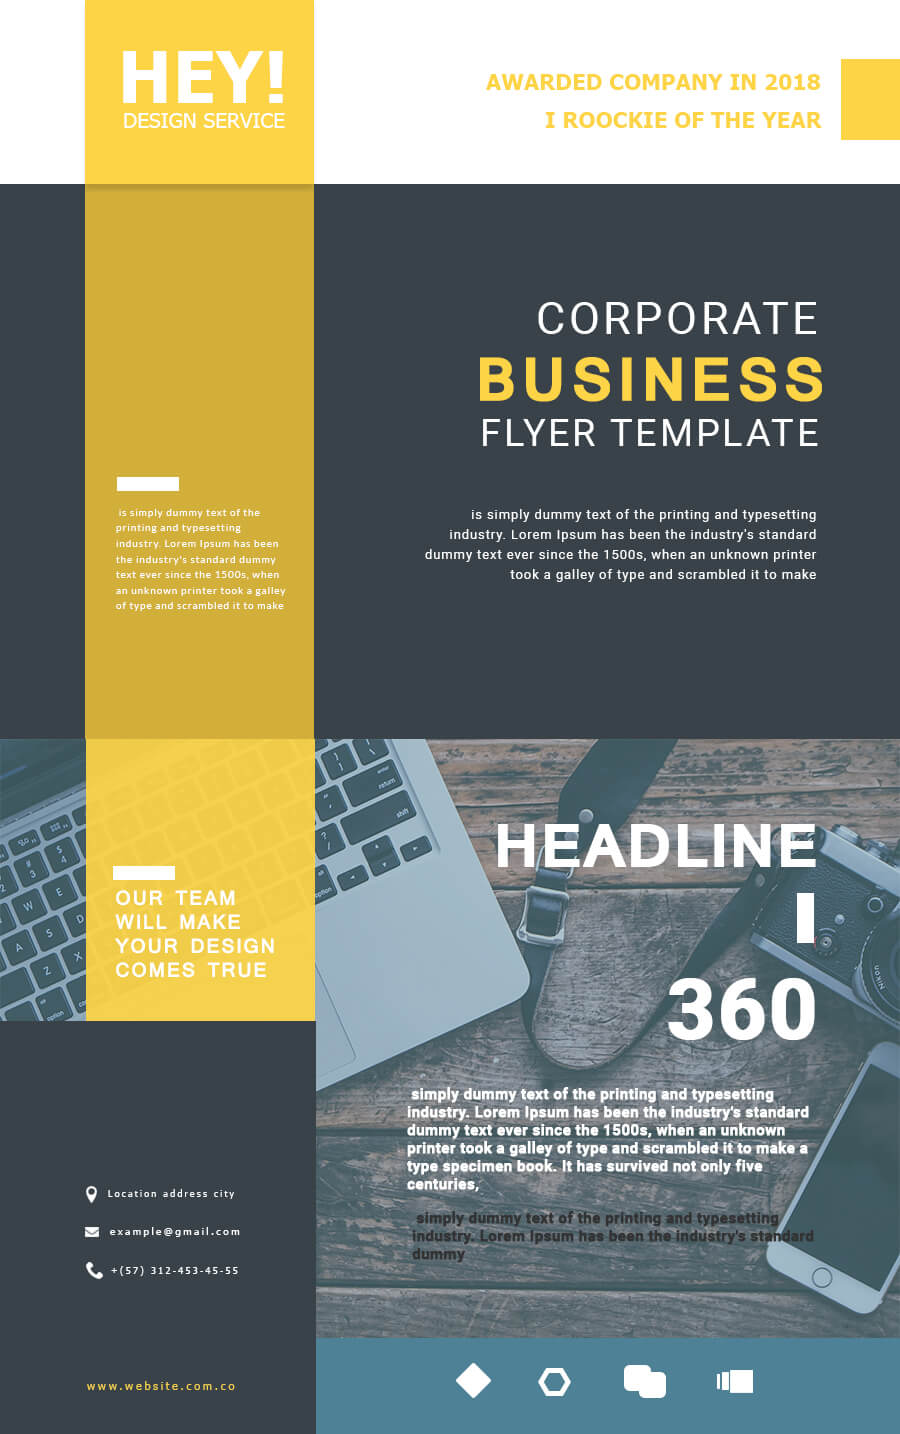 HEY!
DESIGN SERVICE
AWARDED COMPANY IN 2018
I ROOCKIE OF THE YEAR
CORPORATE
BUSINESS
FLYER TEMPLATE
is simply dummy text of the printing and typesetting
industry. Lorem Ipsum has been the industry's standard
dummy text ever since the 1500s, when an unknown printer
took a galley of type and scrambled it to make
is simply dummy text of the
printing and typesetting
industry. Lorem Ipsum has been
the industry's standard dummy
text ever since the 1500s, when
an unknown printer took a galley
of type and scrambled it to make
OUR TEAM
WILL MAKE
YOUR DESIGN
COMES TRUE
HEADLINE
I
360
simply dummy text of the printing and typesetting
industry. Lorem Ipsum has been the industry's standard
dummy text ever since the 1500s, when an unknown
printer took a galley of type and scrambled it to make a
type specimen book. It has survived not only five
centuries,
simply dummy text of the printing and typesetting
industry. Lorem Ipsum has been the industry's standard
dummy
Location address city
example@gmail.com
+(57) 312-453-45-55
www.website.com.co
return
shift
option
command
option
Nikon